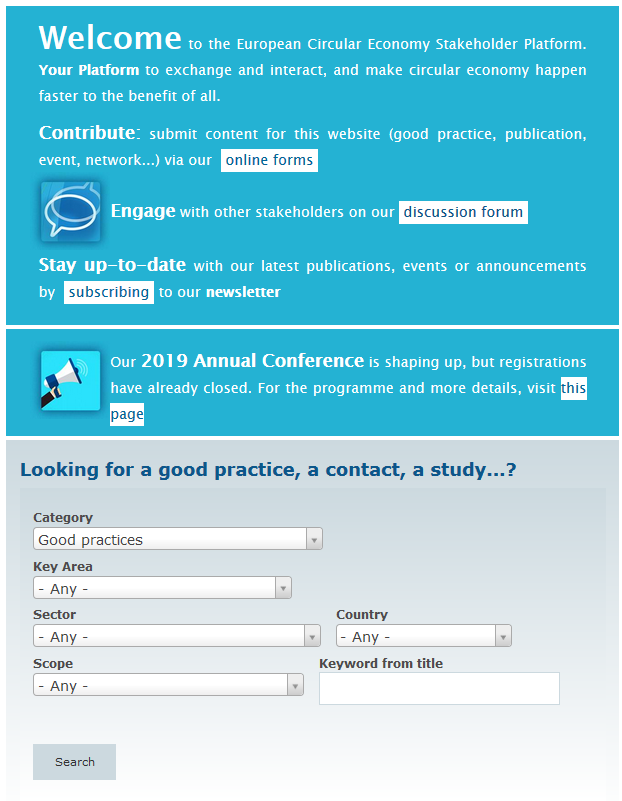 Welcome to the European Circular Economy Stakeholder Platform.
Your Platform to exchange and interact, and make circular economy happen
faster to the benefit of all.
Contribute: submit content for this website (good practice, publication,
event, network...) via our online forms
Engage with other stakeholders on our discussion forum
Stay up-to-date with our latest publications, events or announcements
by subscribing to our newsletter
Our 2019 Annual Conference is shaping up, but registrations
have already closed. For the programme and more details, visit this
page
Looking for a good practice, a contact, a study...?
Category
Good practices
Key Area
- Any -
Sector Country
- Any - - Any -
Scope Keyword from title
- Any -
Search